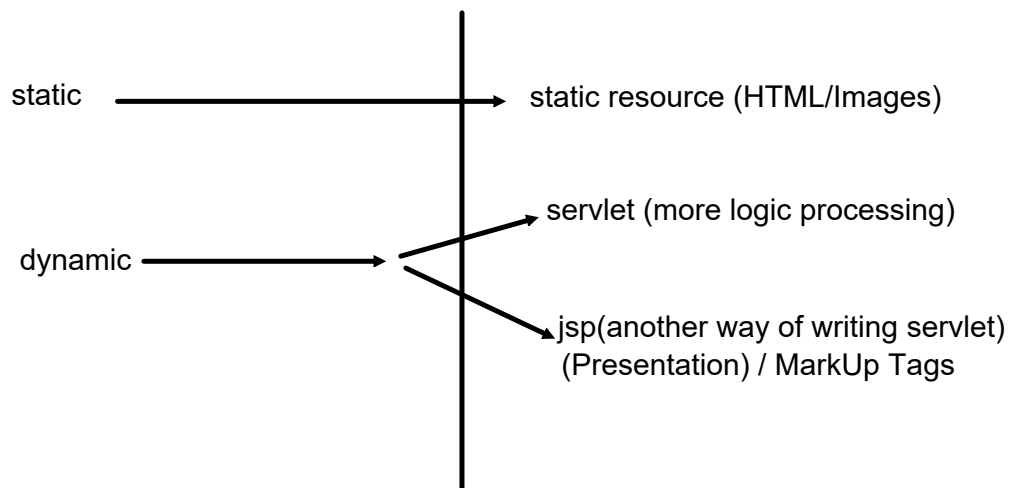 static
static resource (HTML/Images)
servlet (more logic processing)
dynamic
jsp(another way of writing servlet)
(Presentation) / MarkUp Tags